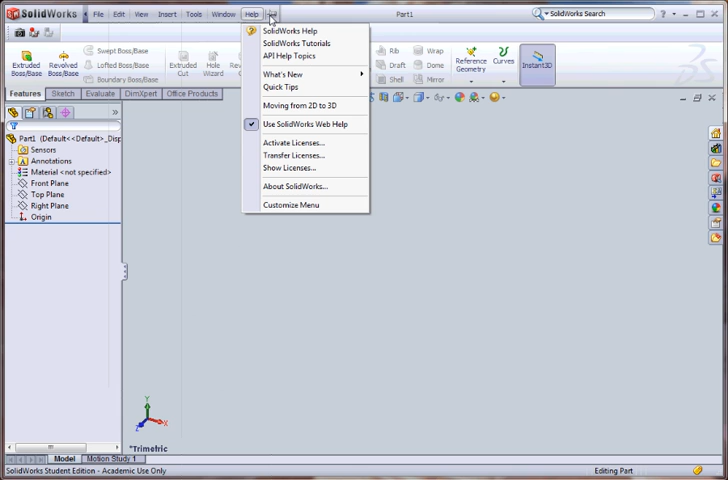 SolidWorks File Edit View Insert Tools Window Help Part1 SolidWorks Search
Extruded Boss/Base
Revolved Boss/Base
Swept Boss/Base
Lofted Boss/Base
Boundary Boss/Base
Extruded Cut
Hole Wizard
Rib
Draft
Shell
Wrap
Dome
Mirror
Reference Geometry
Curves
Instant3D
Features Sketch Evaluate DimXpert Office Products
SolidWorks Help
SolidWorks Tutorials
API Help Topics
What's New
Quick Tips
Moving from 2D to 3D
Use SolidWorks Web Help
Activate Licenses...
Transfer Licenses...
Show Licenses...
About SolidWorks...
Customize Menu
Part1 (Default<<Default>_Disp
Sensors
Annotations
Material <not specified>
Front Plane
Top Plane
Right Plane
Origin
Y
X
Z
*Trimetric
Model Motion Study 1
SolidWorks Student Edition - Academic Use Only Editing Part